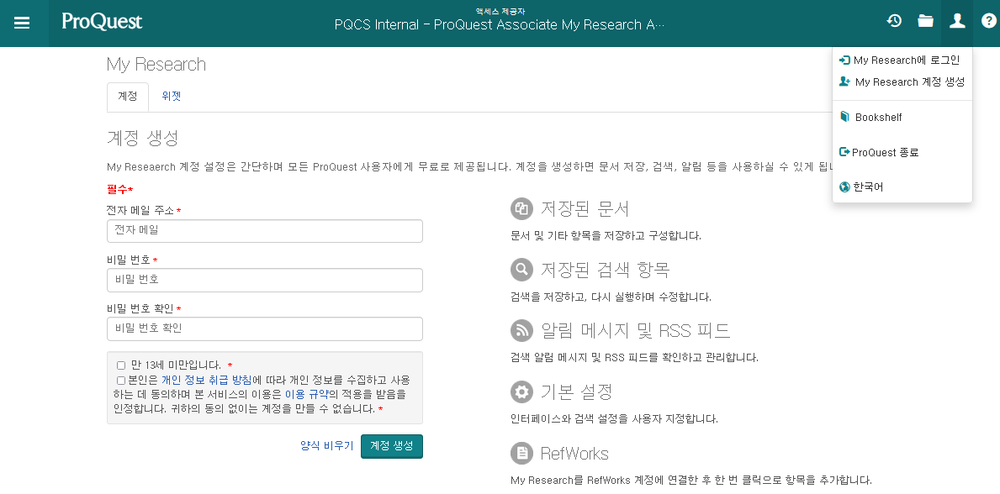 ProQuest
액세스 제공자
PQCS Internal - ProQuest Associate My Research A···
?
My Research에 로그인
My Research 계정 생성
Bookshelf
ProQuest 종료
한국어
My Research
계정
위젯
계정 생성
My Reseaerch 계정 설정은 간단하며 모든 ProQuest 사용자에게 무료로 제공됩니다. 계정을 생성하면 문서 저장, 검색, 알림 등을 사용하실 수 있게 됩니
필수*
전자 메일 주소 *
전자 메일
비밀 번호 *
비밀 번호
비밀 번호 확인 *
비밀 번호 확인
만 13세 미만입니다. *
본인은 개인 정보 취급 방침에 따라 개인 정보를 수집하고 사용
하는 데 동의하며 본 서비스의 이용은 이용 규약의 적용을 받음을
인정합니다. 귀하의 동의 없이는 계정을 만들 수 없습니다. *
양식 비우기
계정 생성
저장된 문서
문서 및 기타 항목을 저장하고 구성합니다.
저장된 검색 항목
검색을 저장하고, 다시 실행하며 수정합니다.
알림 메시지 및 RSS 피드
검색 알림 메시지 및 RSS 피드를 확인하고 관리합니다.
기본 설정
인터페이스와 검색 설정을 사용자 지정합니다.
RefWorks
My Research를 RefWorks 계정에 연결한 후 한 번 클릭으로 항목을 추가합니다.